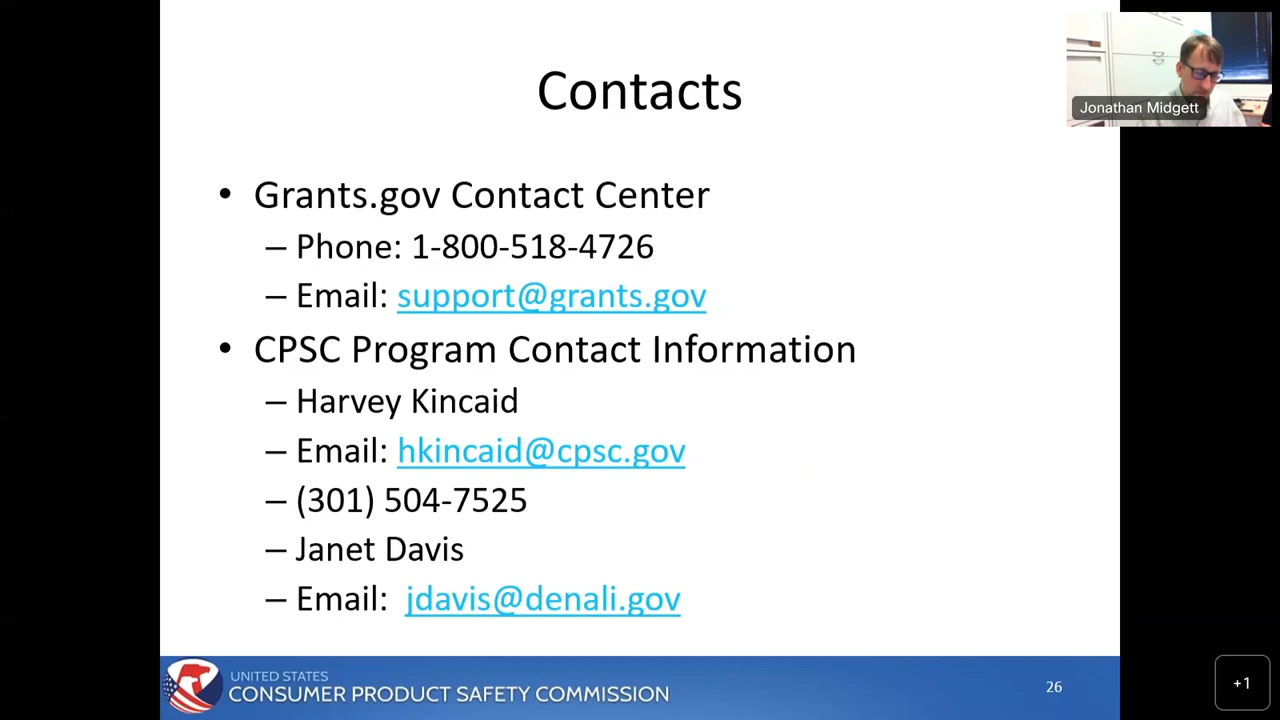 Contacts
Jonathan Midgett
• Grants.gov Contact Center
– Phone: 1-800-518-4726
– Email: support@grants.gov
• CPSC Program Contact Information
– Harvey Kincaid
– Email: hkincaid@cpsc.gov
– (301) 504-7525
– Janet Davis
– Email: jdavis@denali.gov
UNITED STATES
CONSUMER PRODUCT SAFETY COMMISSION
26
+1